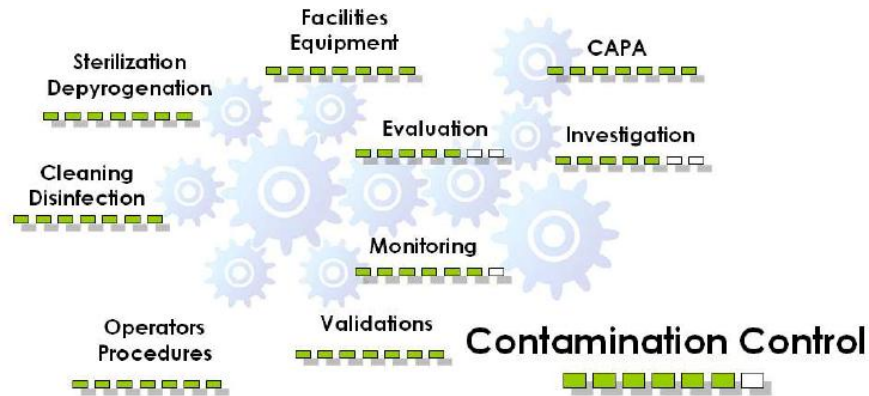 Facilities
Equipment
CAPA
Sterilization
Depyrogenation
Evaluation
Investigation
Cleaning
Disinfection
Monitoring
Operators
Procedures
Validations
Contamination Control